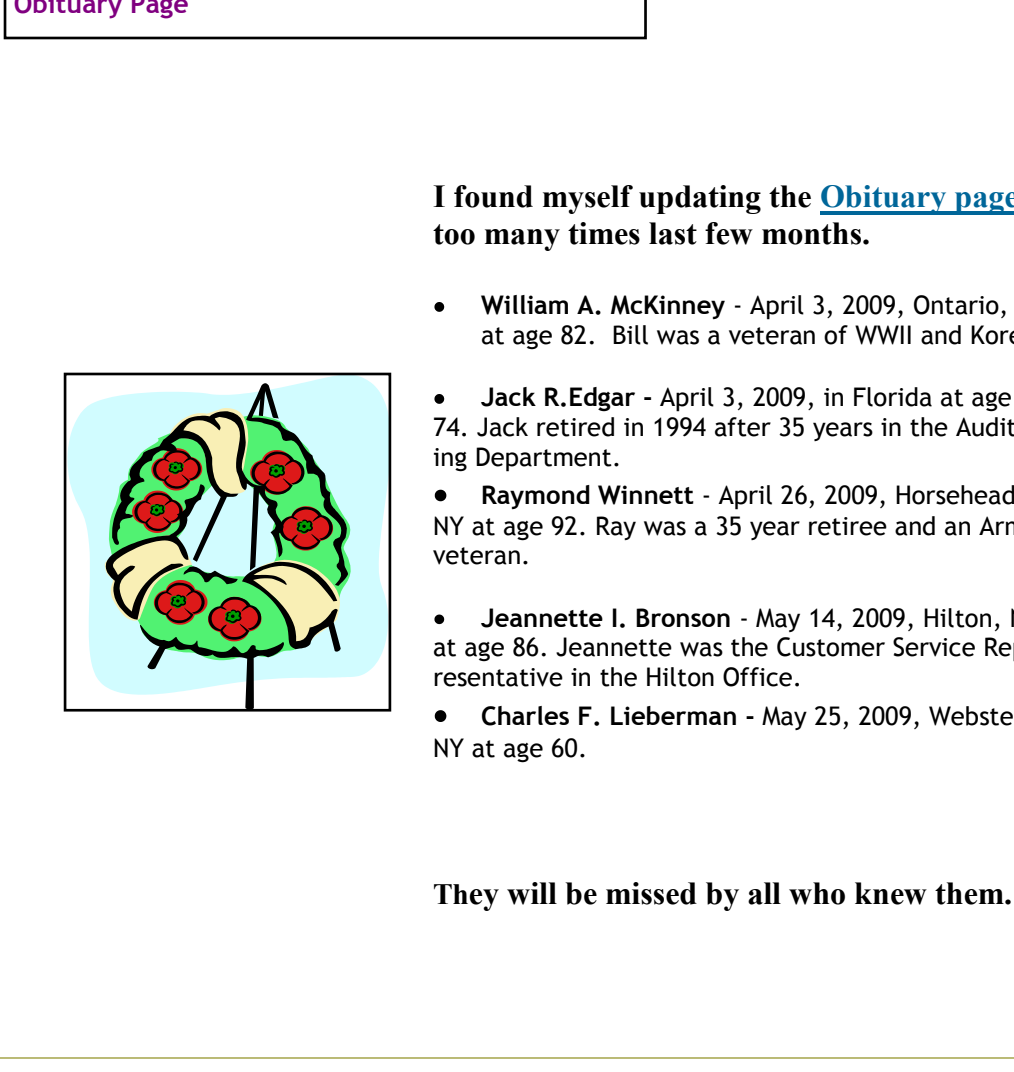 Obituary Page
I found myself updating the Obituary page
too many times last few months.
• William A. McKinney - April 3, 2009, Ontario,
at age 82. Bill was a veteran of WWII and
• Jack R.Edgar - April 3, 2009, in Florida at age
74. Jack retired in 1994 after 35 years in the Audit
ing Department.
• Raymond Winnett - April 26, 2009,
NY at age 92. Ray was a 35 year retiree and an
veteran.
• Jeannette I. Bronson - May 14, 2009, Hilton,
at age 86. Jeannette was the Customer Service Rep
resentative in the Hilton Office.
• Charles F. Lieberman - May 25, 2009,
NY at age 60.
They will be missed by all who knew them.